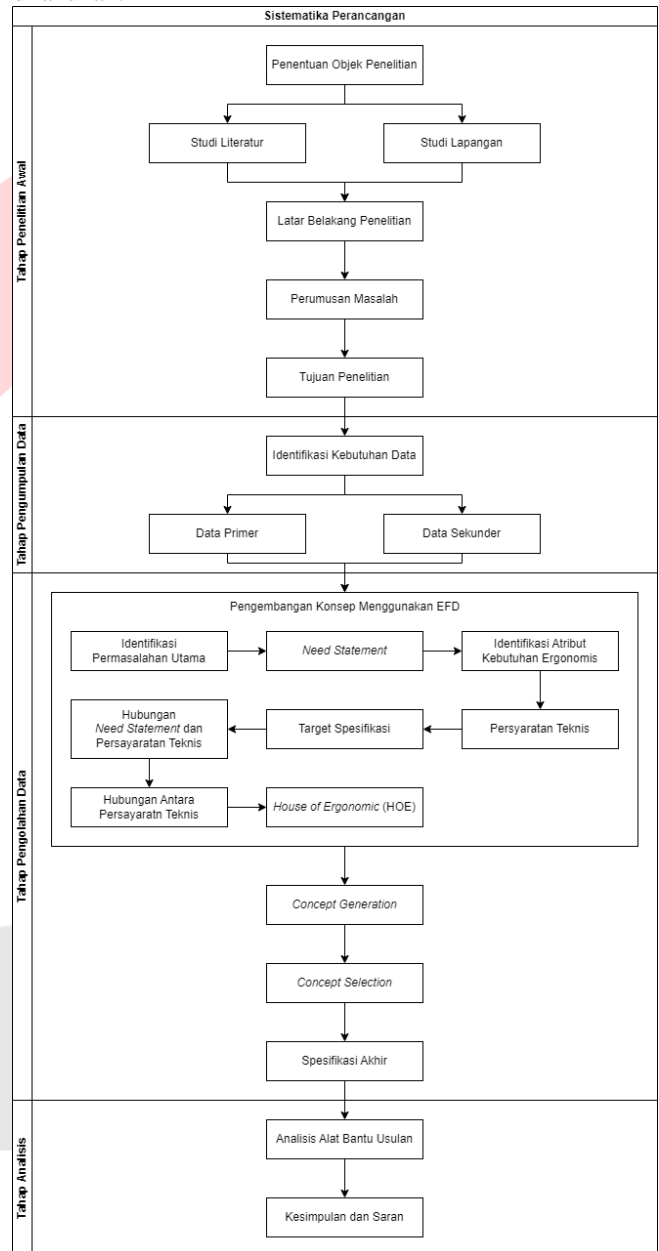 Sistematika Perancangan
Tahap Penelitian Awal
Penentuan Objek Penelitian
Studi Literatur
Studi Lapangan
Latar Belakang Penelitian
Perumusan Masalah
Tujuan Penelitian
Tahap Pengumpulan Data
Identifikasi Kebutuhan Data
Data Primer
Data Sekunder
Tahap Pengolahan Data
Pengembangan Konsep Menggunakan EFD
Identifikasi
Permasalahan Utama
Need Statement
Identifikasi Atribut
Kebutuhan Ergonomis
Hubungan
Need Statement dan
Persayaratan Teknis
Target Spesifikasi
Persyaratan Teknis
Hubungan Antara
Persayaratn Teknis
House of Ergonomic (HOE)
Concept Generation
Concept Selection
Spesifikasi Akhir
Tahap Analisis
Analisis Alat Bantu Usulan
Kesimpulan dan Saran